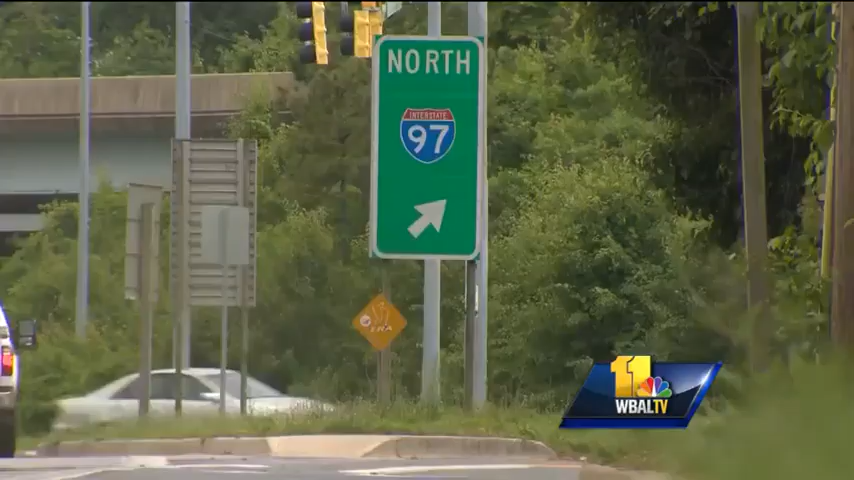 NORTH
INTERSTATE
97
11
WBALTV